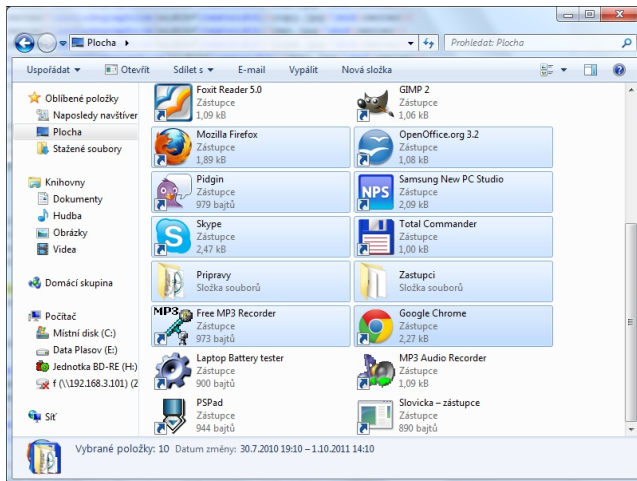 Plocha
Prohledat: Plocha
Uspořádat
Otevřít
Sdílet s
E-mail
Vypálit
Nová složka
Oblíbené položky
Naposledy navštíver
Plocha
Stažené soubory
Knihovny
Dokumenty
Hudba
Obrázky
Videa
Domácí skupina
Počítač
Místní disk (C:)
Data Plasov (E:)
Jednotka BD-RE (H:)
f (\\192.168.3.101) (Z
Síť
Foxit Reader 5.0
Zástupce
1,09 kB
GIMP 2
Zástupce
1,06 kB
Mozilla Firefox
Zástupce
1,89 kB
OpenOffice.org 3.2
Zástupce
1,08 kB
Pidgin
Zástupce
979 bajtů
NPS
Samsung New PC Studio
Zástupce
2,09 kB
Skype
Zástupce
2,47 kB
Total Commander
Zástupce
1,00 kB
Pripravy
Složka souborů
Zastupci
Složka souborů
MP3
Free MP3 Recorder
Zástupce
973 bajtů
Google Chrome
Zástupce
2,27 kB
Laptop Battery tester
Zástupce
900 bajtů
MP3 Audio Recorder
Zástupce
1,09 kB
PSPad
Zástupce
944 bajtů
Slovicka – zástupce
Zástupce
890 bajtů
Vybrané položky: 10 Datum změny: 30.7.2010 19:10 – 1.10.2011 14:10